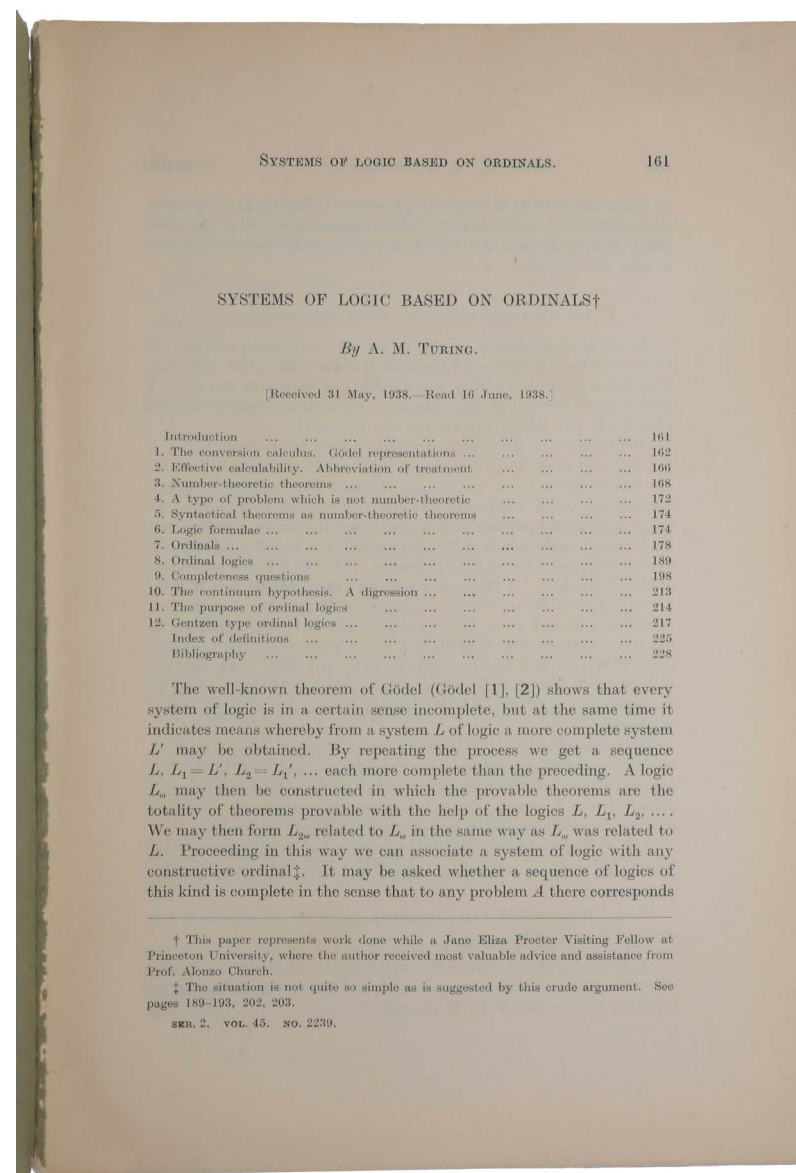 SYSTEMS OF LOGIC BASED ON ORDINALS. 161
SYSTEMS OF LOGIC BASED ON ORDINALS†
By A. M. TURING.
[Received 31 May, 1938.—Read 16 June, 1938.]
Introduction ... ... ... ... ... ... ... ... ... ... 161
1. The conversion calculus. Gödel representations ... ... ... ... ... 162
2. Effective calculability. Abbreviation of treatment ... ... ... ... 166
3. Number-theoretic theorems ... ... ... ... ... ... ... ... 168
4. A type of problem which is not number-theoretic ... ... ... ... 172
5. Syntactical theorems as number-theoretic theorems ... ... ... ... 174
6. Logic formulae ... ... ... ... ... ... ... ... ... ... 174
7. Ordinals ... ... ... ... ... ... ... ... ... ... ... 178
8. Ordinal logics ... ... ... ... ... ... ... ... ... ... 189
9. Completeness questions ... ... ... ... ... ... ... ... 198
10. The continuum hypothesis. A digression ... ... ... ... ... ... 213
11. The purpose of ordinal logics ... ... ... ... ... ... ... 214
12. Gentzen type ordinal logics ... ... ... ... ... ... ... ... 217
Index of definitions ... ... ... ... ... ... ... ... ... 225
Bibliography ... ... ... ... ... ... ... ... ... ... 228
The well-known theorem of Gödel (Gödel [1], [2]) shows that every
system of logic is in a certain sense incomplete, but at the same time it
indicates means whereby from a system L of logic a more complete system
L′ may be obtained. By repeating the process we get a sequence
L, L₁ = L′, L₂ = L₁′, ... each more complete than the preceding. A logic
L_ω may then be constructed in which the provable theorems are the
totality of theorems provable with the help of the logics L, L₁, L₂, ... .
We may then form L_2ω related to L_ω in the same way as L_ω was related to
L. Proceeding in this way we can associate a system of logic with any
constructive ordinal‡. It may be asked whether a sequence of logics of
this kind is complete in the sense that to any problem A there corresponds
† This paper represents work done while a Jane Eliza Procter Visiting Fellow at
Princeton University, where the author received most valuable advice and assistance from
Prof. Alonzo Church.
‡ The situation is not quite so simple as is suggested by this crude argument. See
pages 189–193, 202, 203.
SER. 2. VOL. 45. NO. 2239.